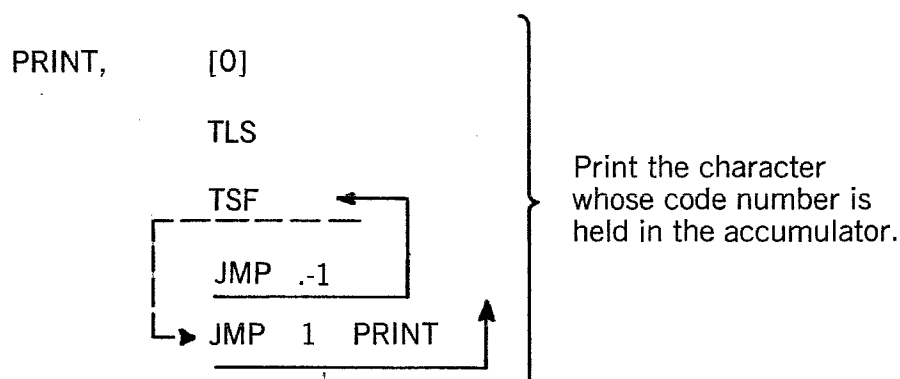 PRINT, [0]
TLS
TSF
JMP .-1
JMP 1 PRINT
Print the character
whose code number is
held in the accumulator.